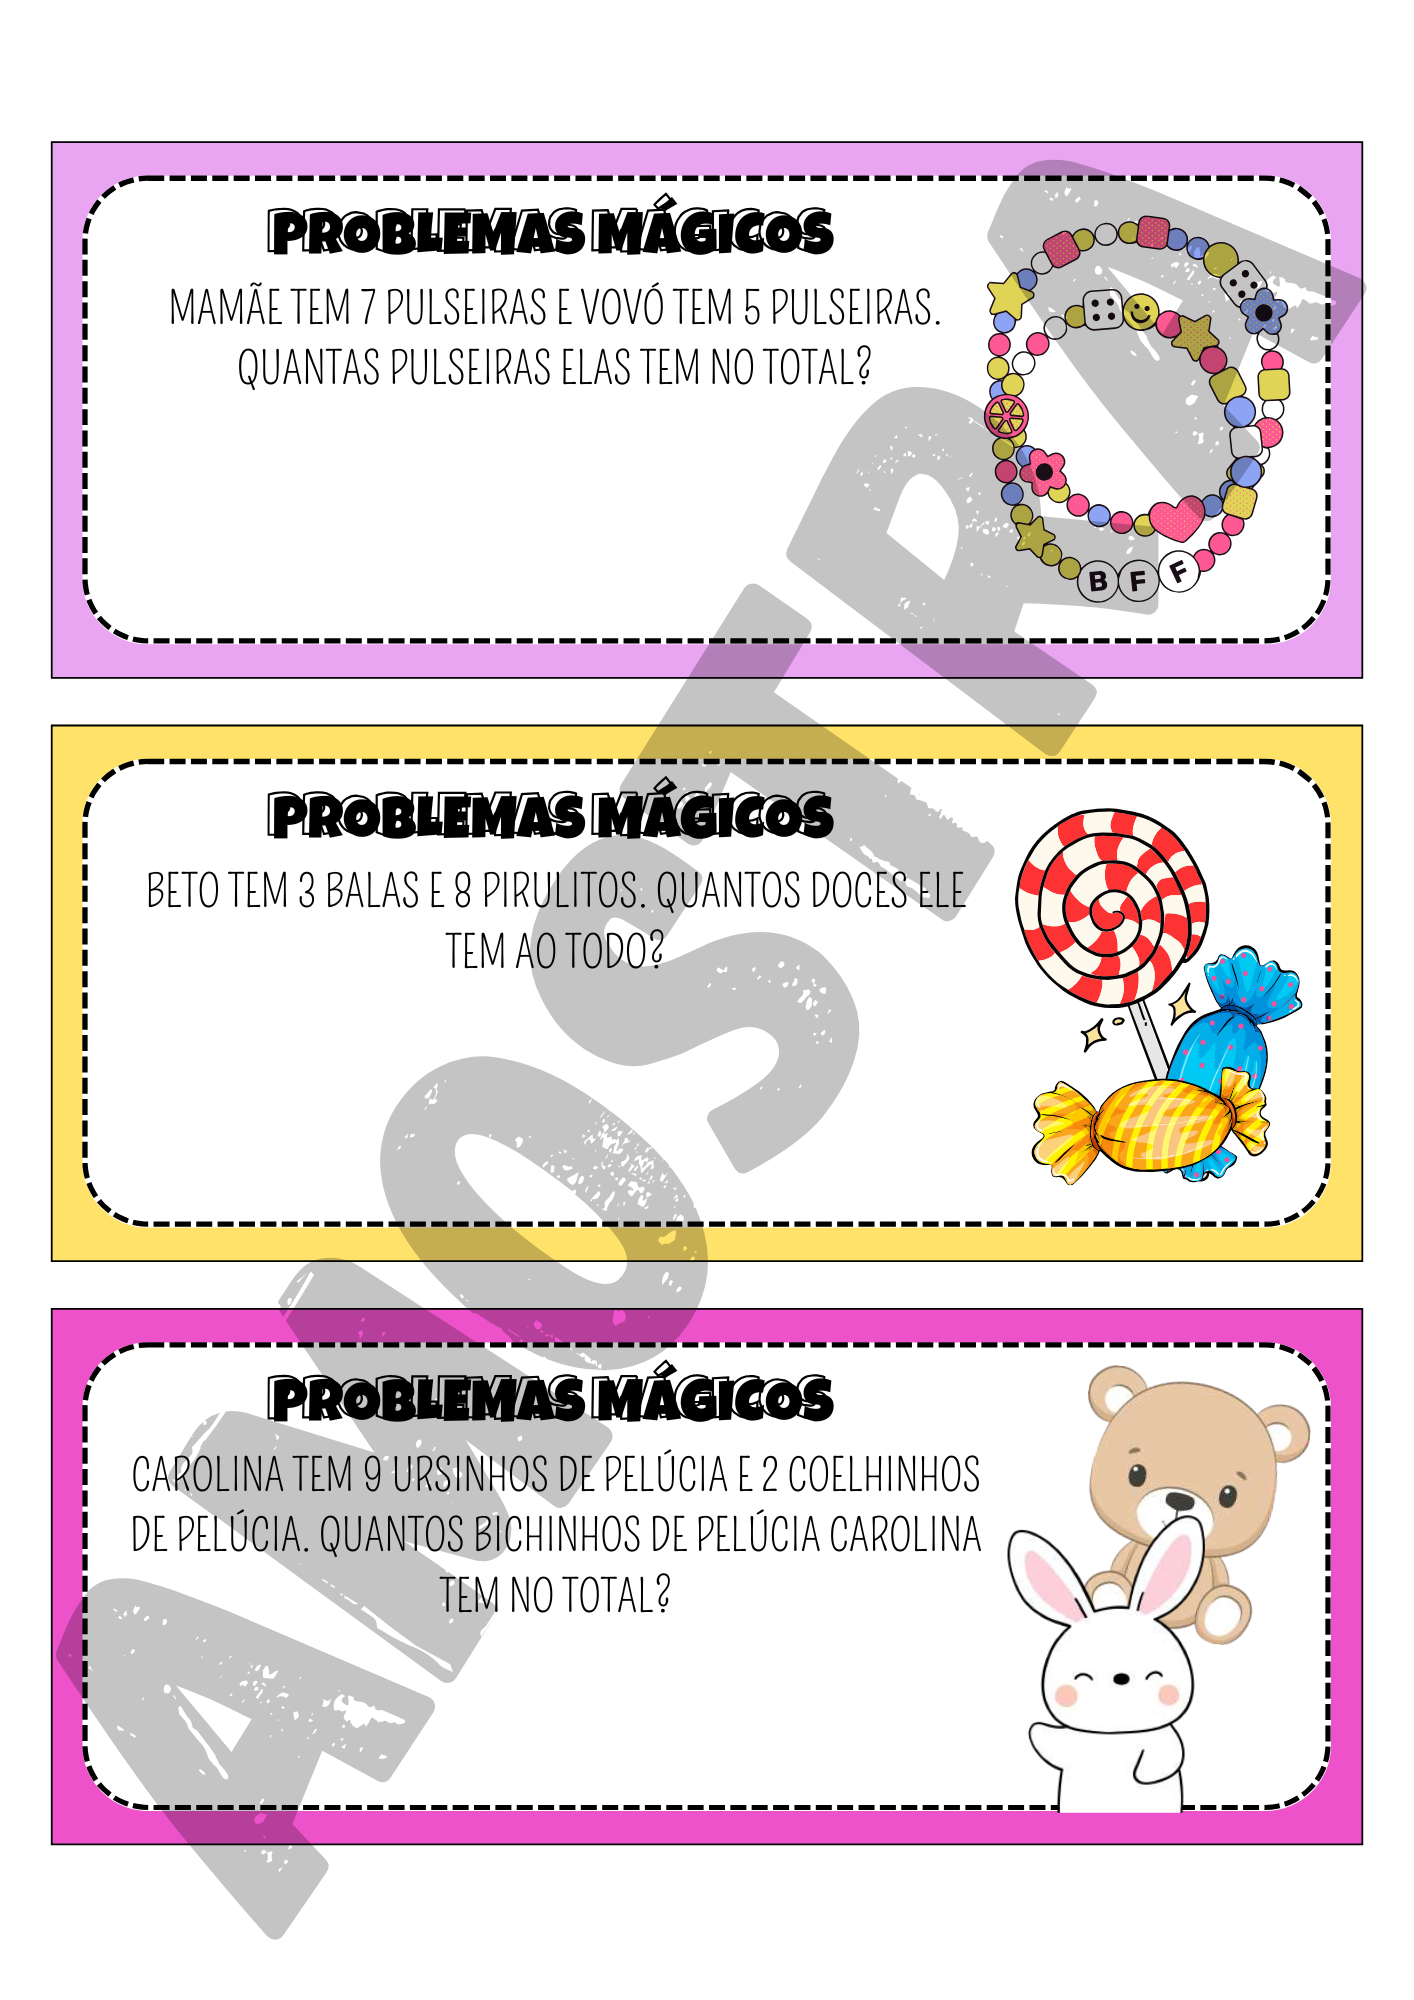 PROBLEMAS MÁGICOS
MAMÃE TEM 7 PULSEIRAS E VOVÓ TEM 5 PULSEIRAS.
QUANTAS PULSEIRAS ELAS TEM NO TOTAL?
B F F
PROBLEMAS MÁGICOS
BETO TEM 3 BALAS E 8 PIRULITOS. QUANTOS DOCES ELE
TEM AO TODO?
PROBLEMAS MÁGICOS
CAROLINA TEM 9 URSINHOS DE PELÚCIA E 2 COELHINHOS
DE PELÚCIA. QUANTOS BICHINHOS DE PELÚCIA CAROLINA
TEM NO TOTAL?
AMOSTRA